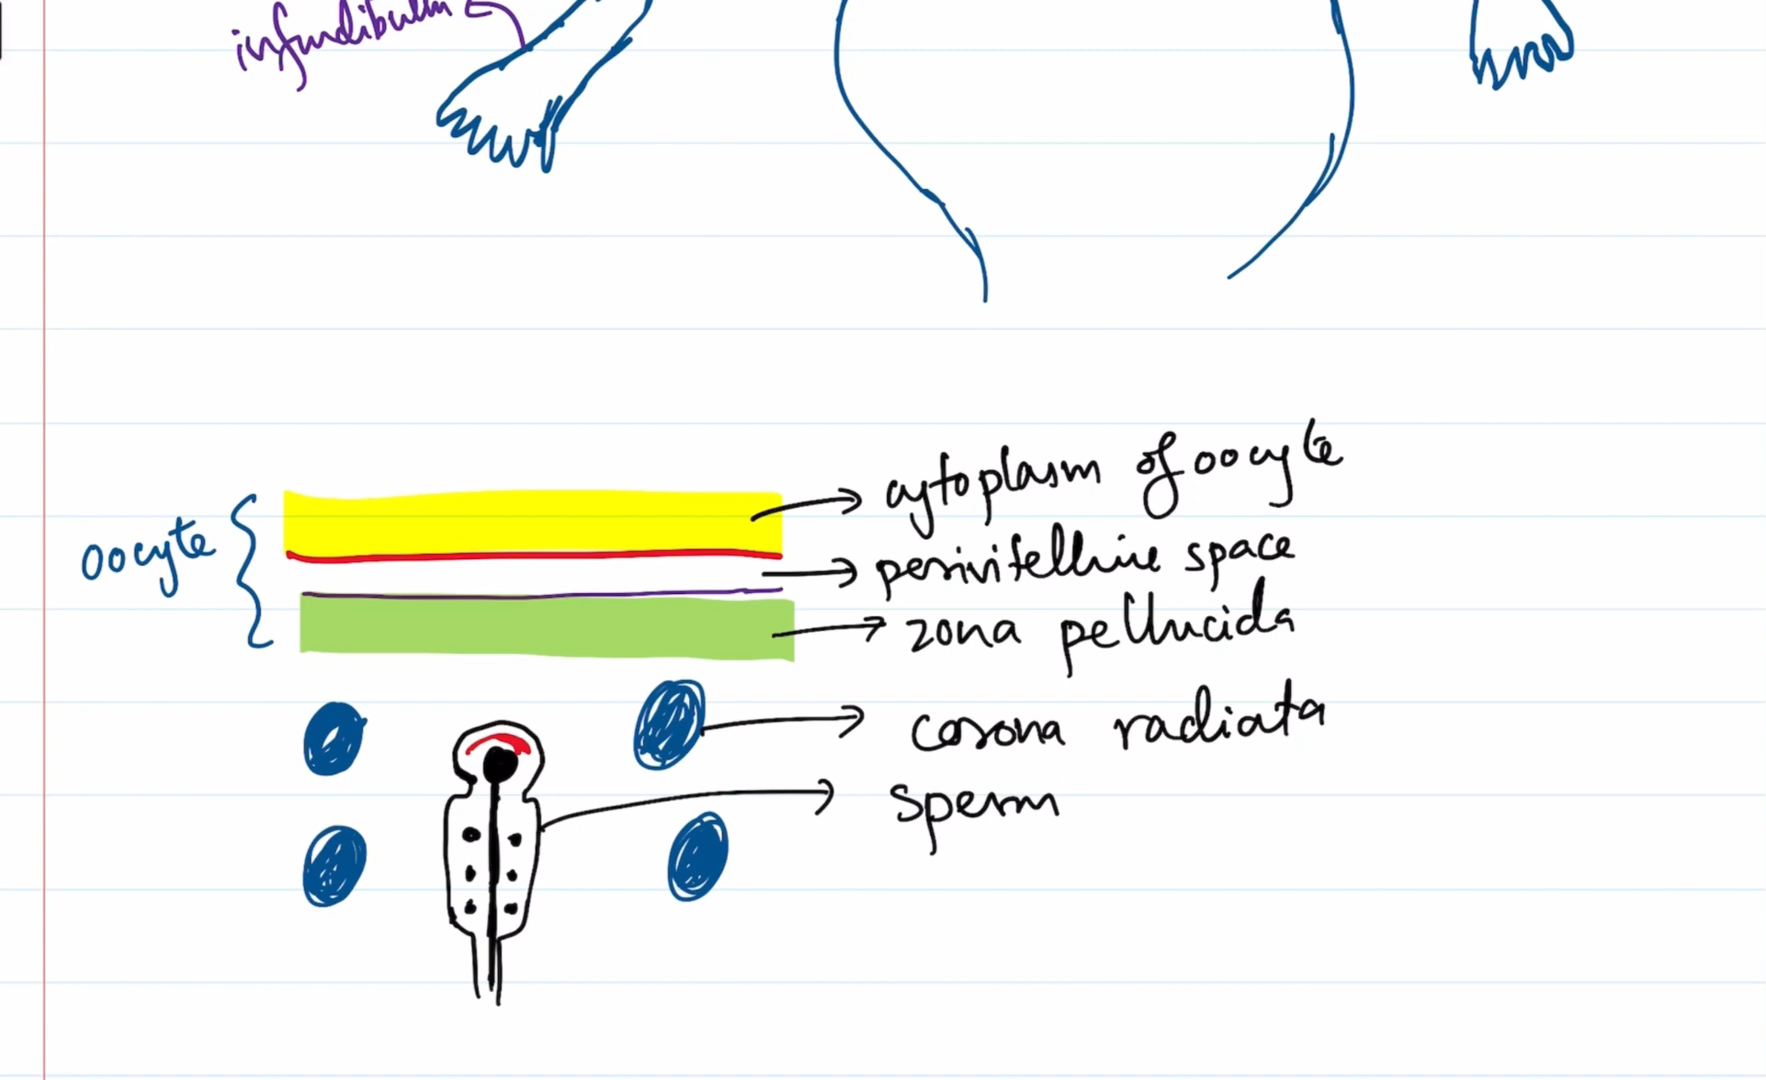 infundibulum
cytoplasm of oocyte
oocyte
perivitelline space
zona pellucida
corona radiata
sperm